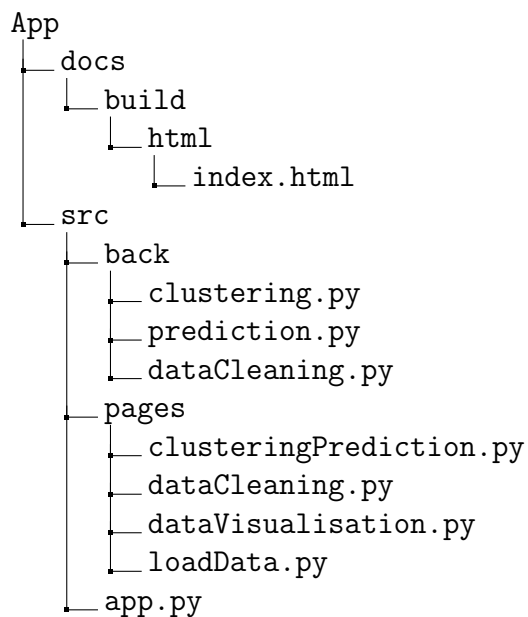 App
docs
build
html
index.html
src
back
clustering.py
prediction.py
dataCleaning.py
pages
clusteringPrediction.py
dataCleaning.py
dataVisualisation.py
loadData.py
app.py